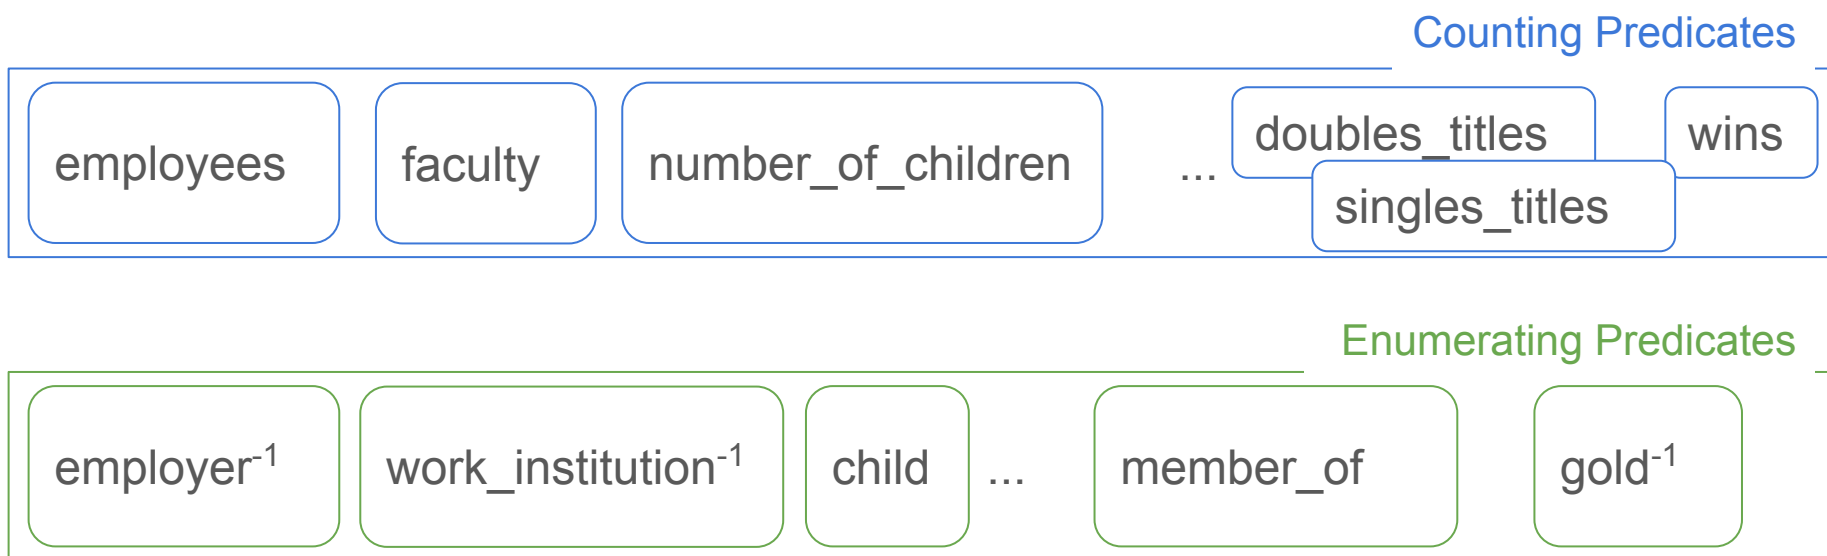 Counting Predicates
employees faculty number_of_children ... doubles_titles wins
singles_titles
Enumerating Predicates
employer⁻¹ work_institution⁻¹ child ... member_of gold⁻¹